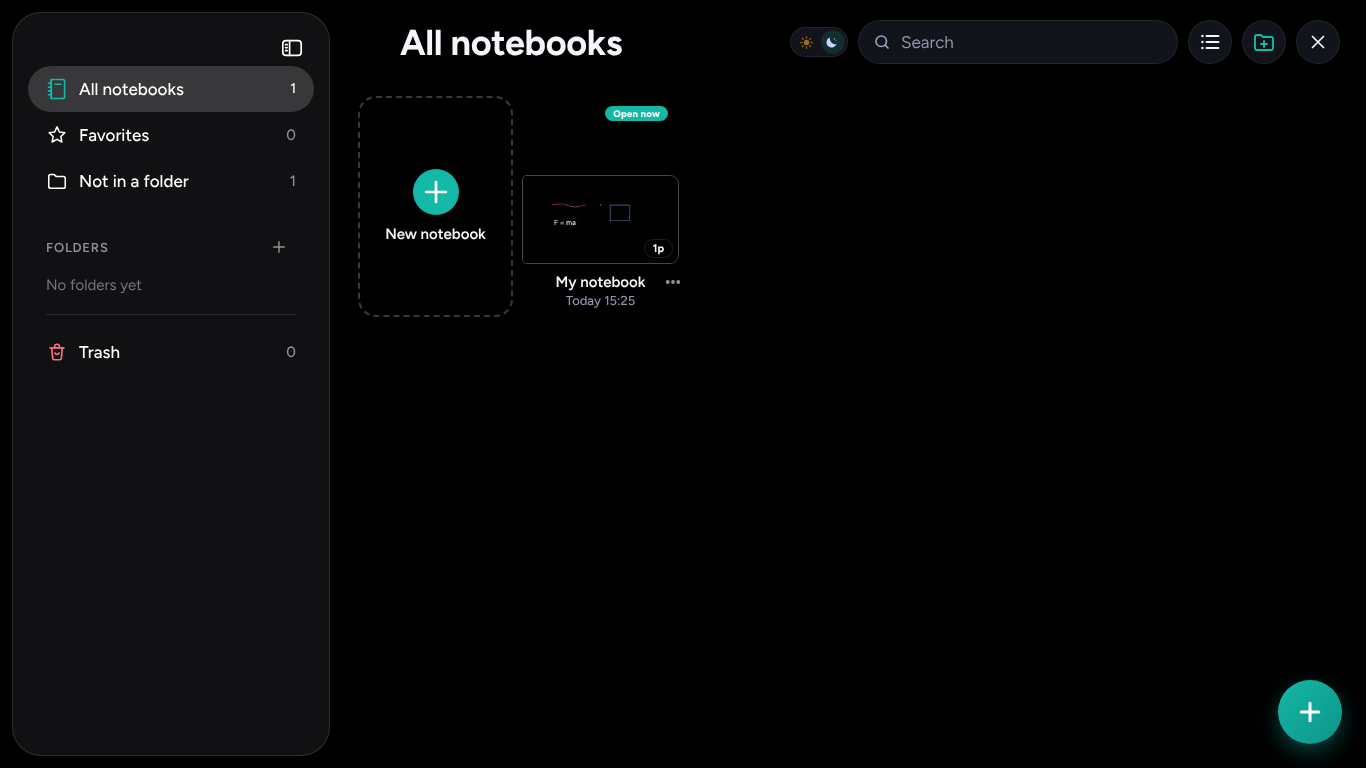 All notebooks 1
Favorites 0
Not in a folder 1
FOLDERS
No folders yet
Trash 0
All notebooks
Search
New notebook
Open now
F = ma
1p
My notebook
Today 15:25